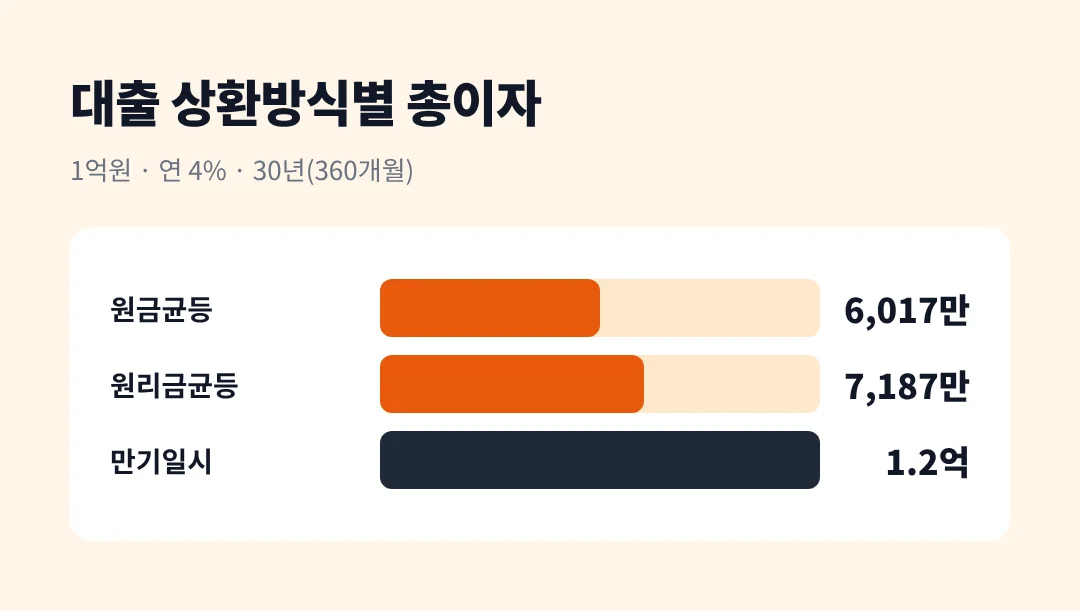 대출 상환방식별 총이자
1억원 · 연 4% · 30년(360개월)
원금균등 6,017만
원리금균등 7,187만
만기일시 1.2억